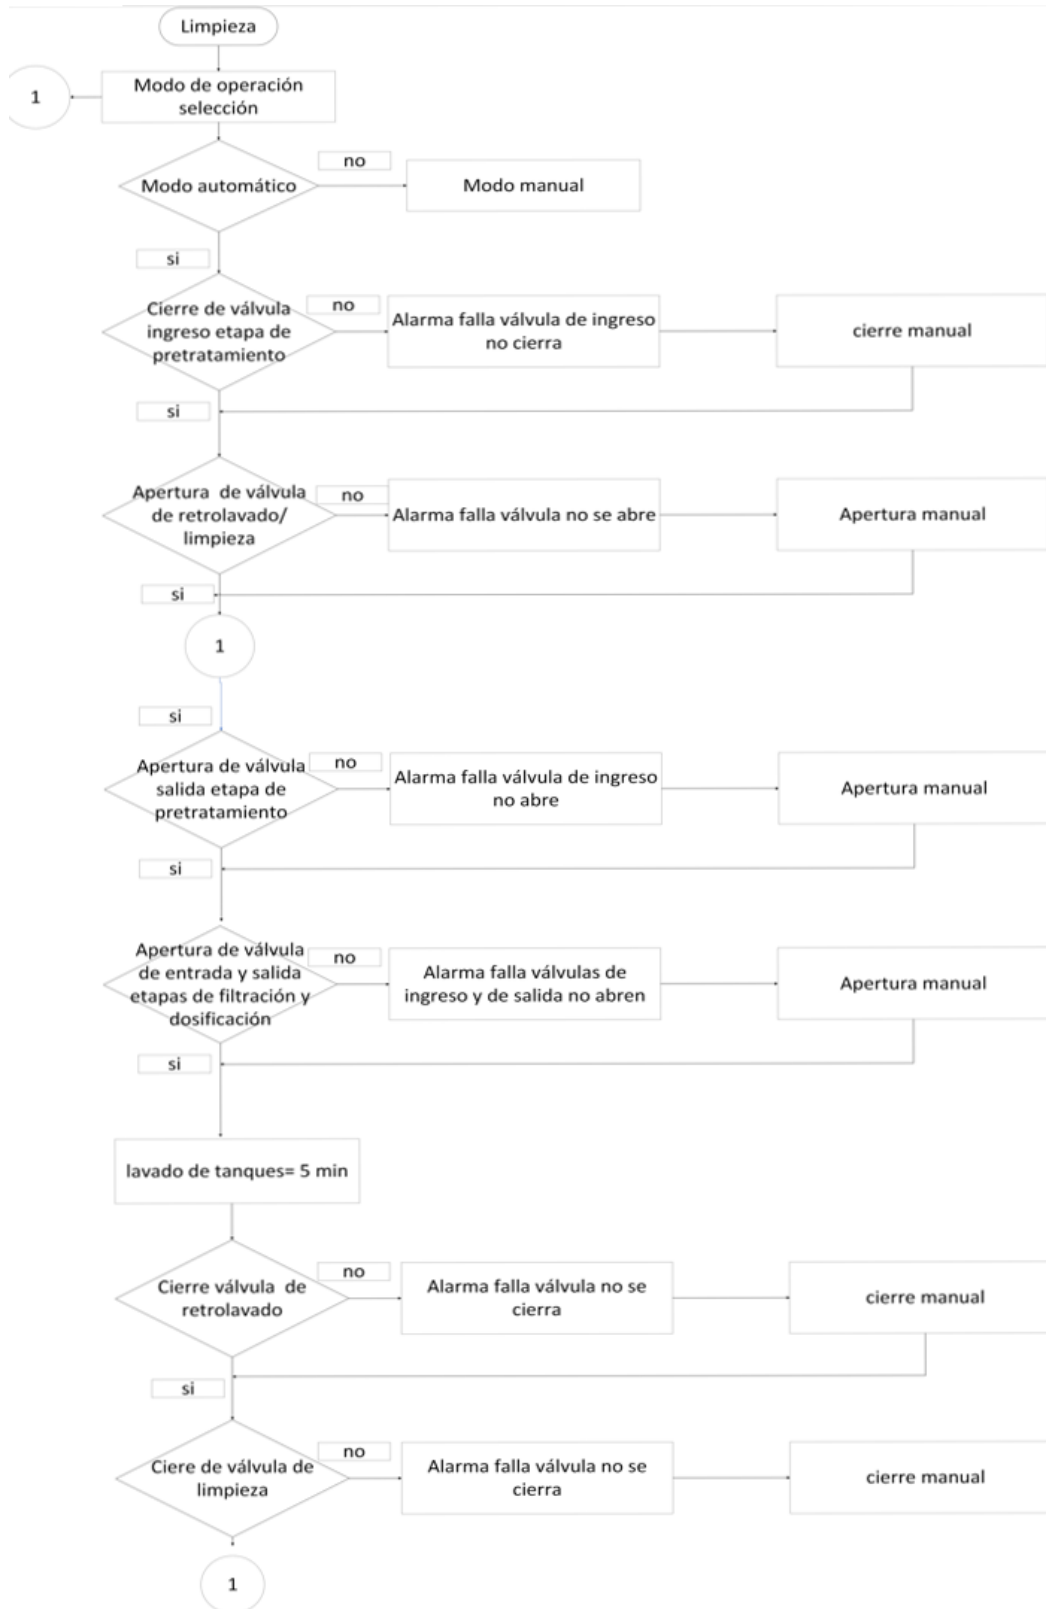 Limpieza
1
Modo de operación
selección
no
Modo automático
Modo manual
si
Cierre de válvula
ingreso etapa de
pretratamiento
no
Alarma falla válvula de ingreso
no cierra
cierre manual
si
Apertura  de válvula
de retrolavado/
limpieza
no
Alarma falla válvula no se abre
Apertura manual
si
1
si
Apertura de válvula
salida etapa de
pretratamiento
no
Alarma falla válvula de ingreso
no abre
Apertura manual
si
Apertura de válvula
de entrada y salida
etapas de filtración y
dosificación
no
Alarma falla válvulas de
ingreso y de salida no abren
Apertura manual
si
lavado de tanques= 5 min
Cierre válvula  de
retrolavado
no
Alarma falla válvula no se
cierra
cierre manual
si
Ciere de válvula de
limpieza
no
Alarma falla válvula no se
cierra
cierre manual
1